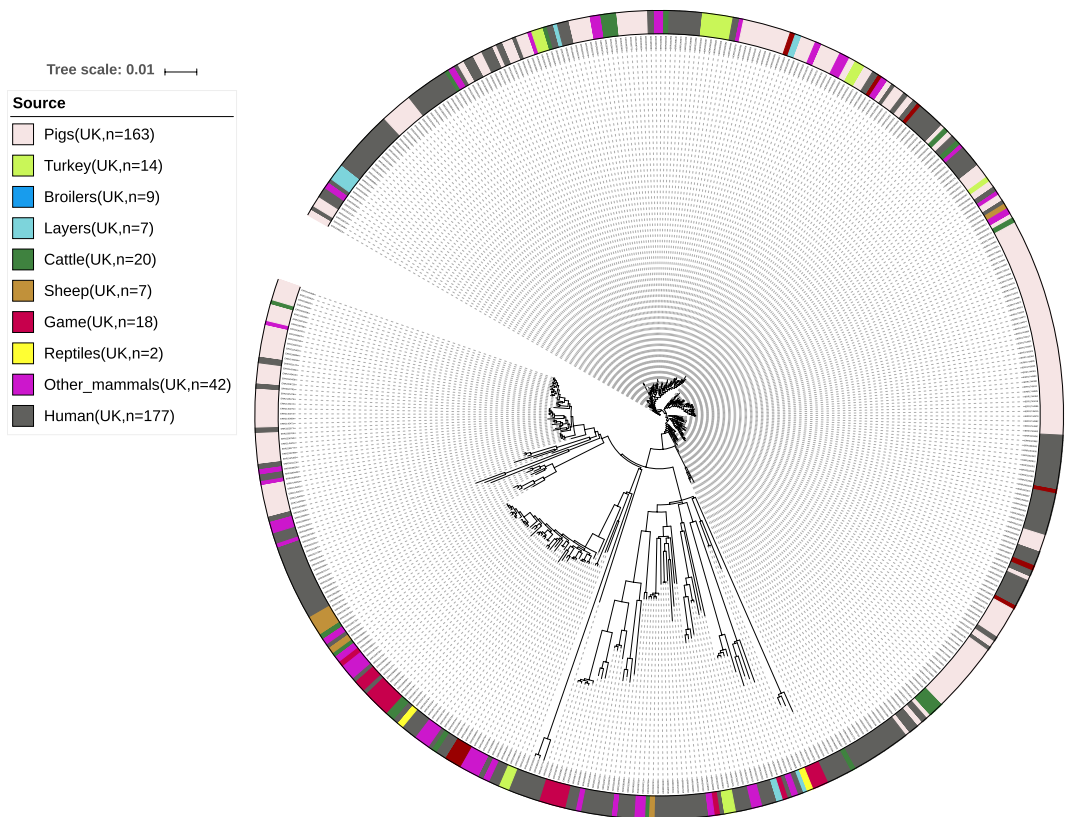 Tree scale: 0.01
Source
Pigs(UK,n=163)
Turkey(UK,n=14)
Broilers(UK,n=9)
Layers(UK,n=7)
Cattle(UK,n=20)
Sheep(UK,n=7)
Game(UK,n=18)
Reptiles(UK,n=2)
Other_mammals(UK,n=42)
Human(UK,n=177)